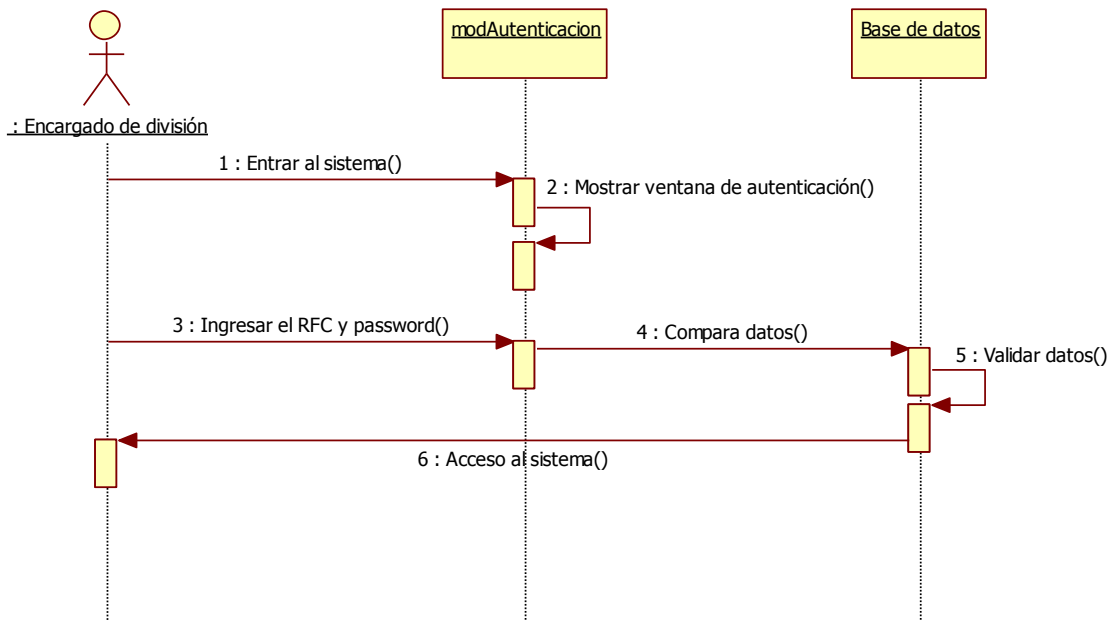 modAutenticacion
Base de datos
: Encargado de división
1 : Entrar al sistema()
2 : Mostrar ventana de autenticación()
3 : Ingresar el RFC y password()
4 : Compara datos()
5 : Validar datos()
6 : Acceso al sistema()